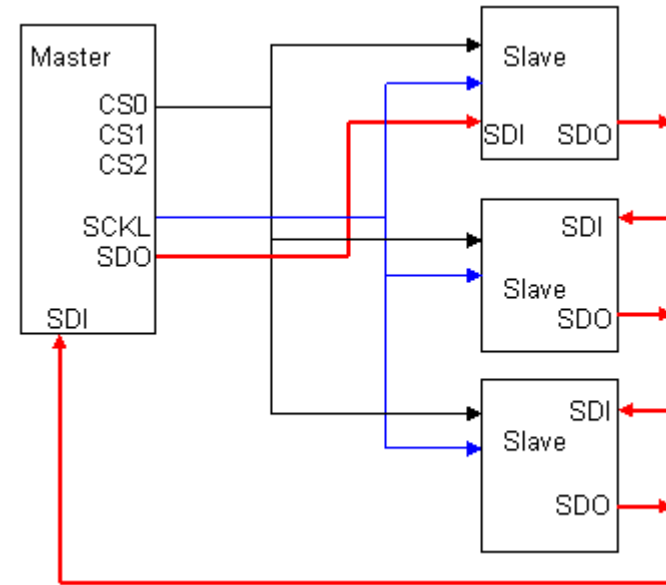 Master
CS0
CS1
CS2
SCKL
SDO
SDI
Slave
SDI SDO
SDI
Slave
SDO
SDI
Slave
SDO